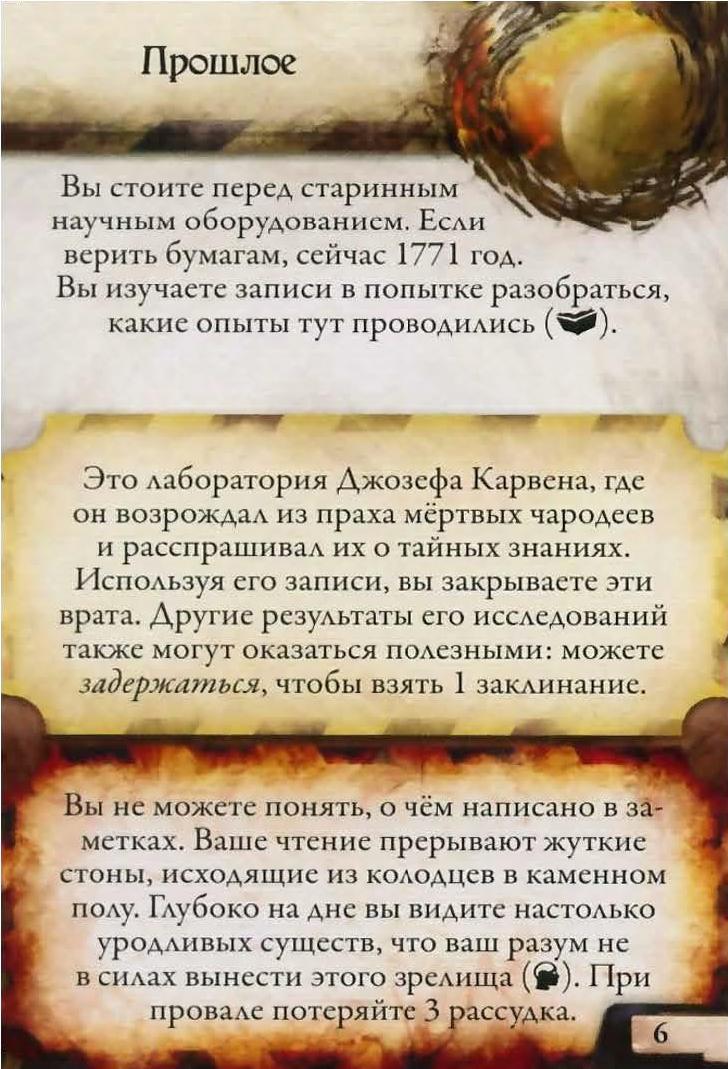 Прошлое
Вы стоите перед старинным
научным оборудованием. Если
верить бумагам, сейчас 1771 год.
Вы изучаете записи в попытке разобраться,
какие опыты тут проводились ( ).
Это лаборатория Джозефа Карвена, где
он возрождал из праха мёртвых чародеев
и расспрашивал их о тайных знаниях.
Используя его записи, вы закрываете эти
врата. Другие результаты его исследований
также могут оказаться полезными: можете
задержаться, чтобы взять 1 заклинание.
Вы не можете понять, о чём написано в за-
метках. Ваше чтение прерывают жуткие
стоны, исходящие из колодцев в каменном
полу. Глубоко на дне вы видите настолько
уродливых существ, что ваш разум не
в силах вынести этого зрелища ( ). При
провале потеряйте 3 рассудка.
6